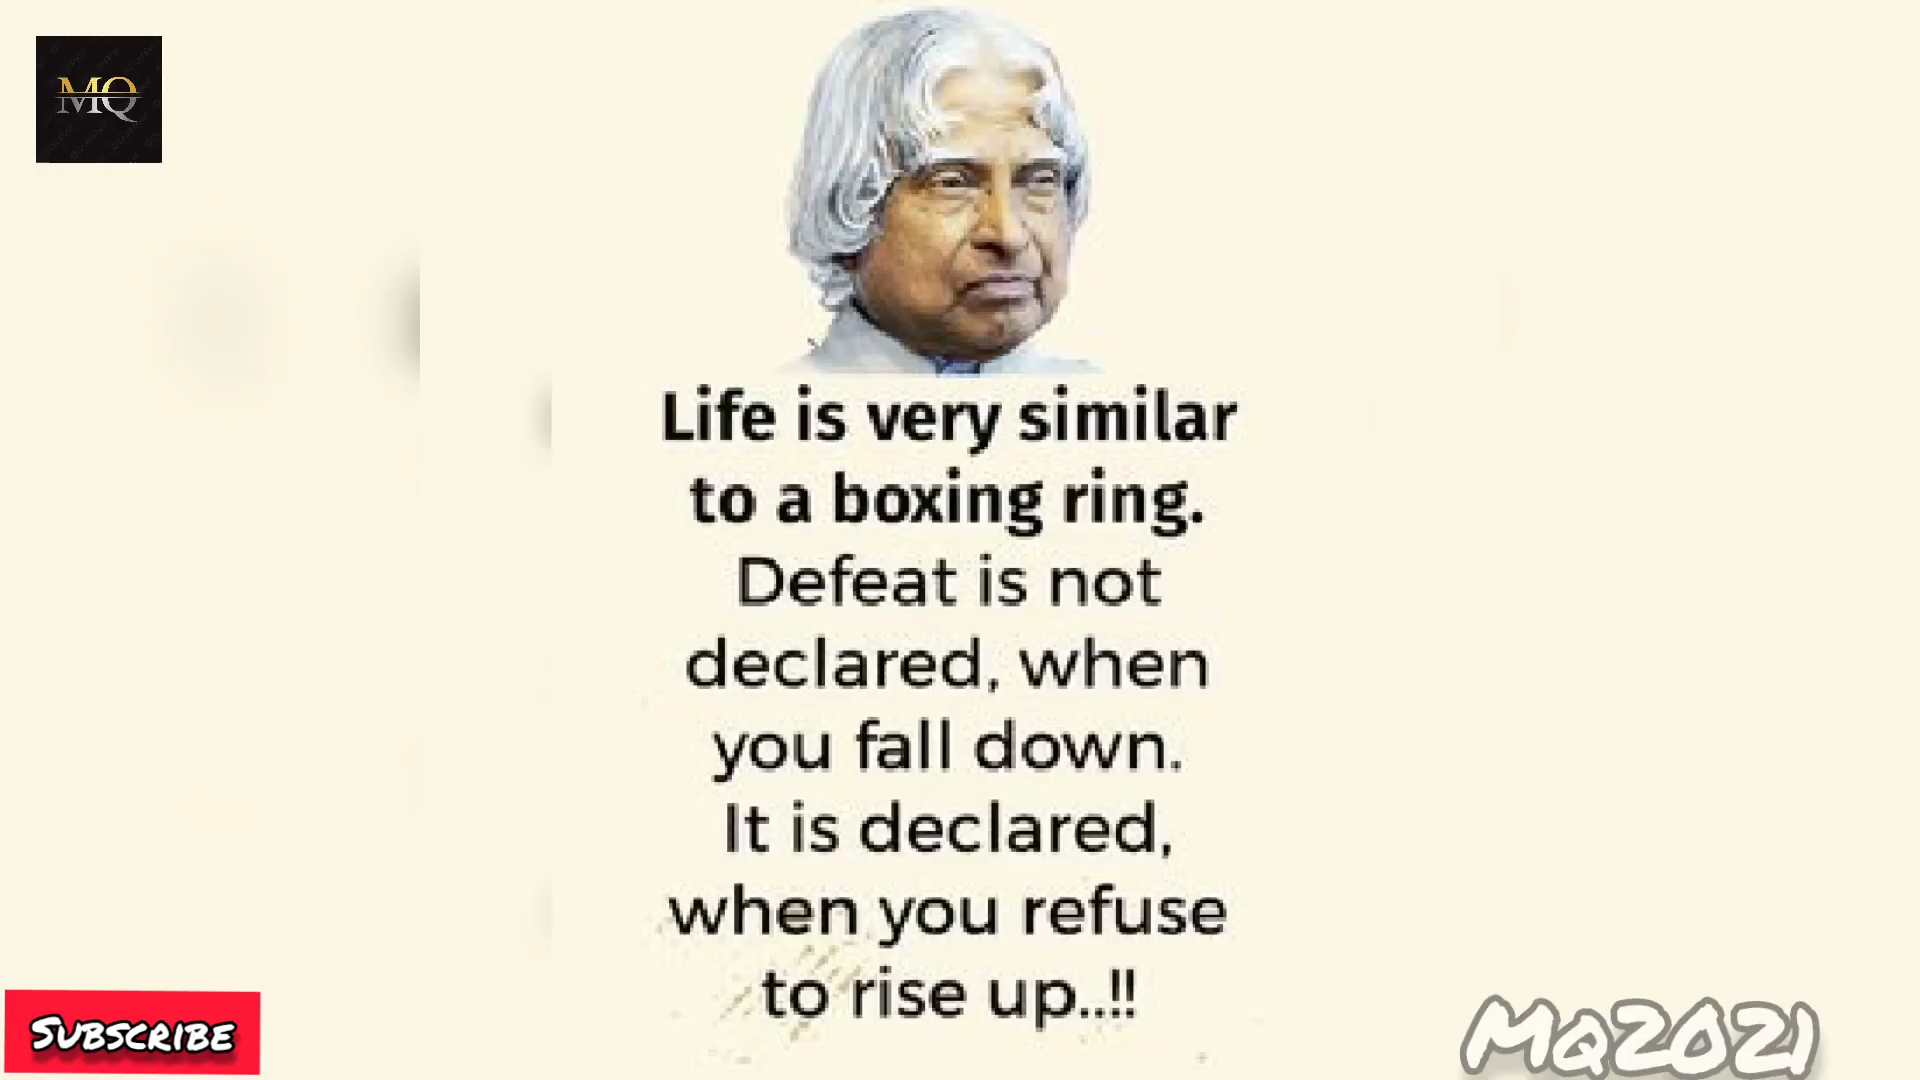 MQ
Life is very similar
to a boxing ring.
Defeat is not
declared, when
you fall down.
It is declared,
when you refuse
to rise up..!!
Subscribe
Mq2021